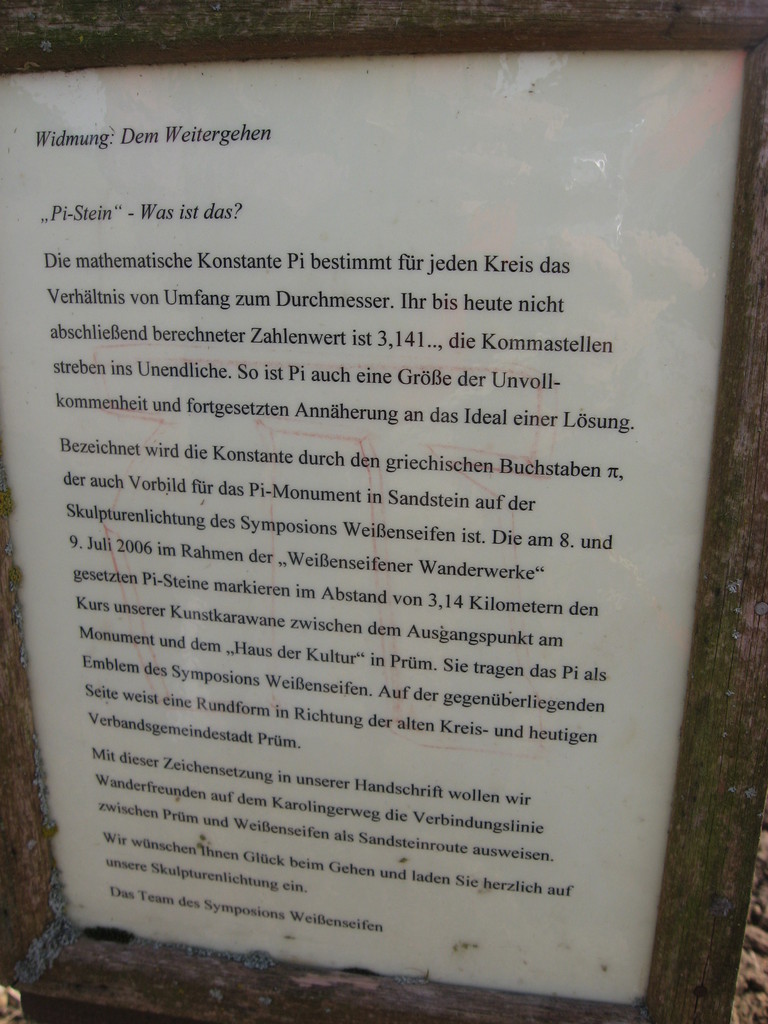 Widmung: Dem Weitergehen
„Pi-Stein“ - Was ist das?
Die mathematische Konstante Pi bestimmt für jeden Kreis das
Verhältnis von Umfang zum Durchmesser. Ihr bis heute nicht
abschließend berechneter Zahlenwert ist 3,141.., die Kommastellen
streben ins Unendliche. So ist Pi auch eine Größe der Unvoll-
kommenheit und fortgesetzten Annäherung an das Ideal einer Lösung.
Bezeichnet wird die Konstante durch den griechischen Buchstaben π,
der auch Vorbild für das Pi-Monument in Sandstein auf der
Skulpturenlichtung des Symposions Weißenseifen ist. Die am 8. und
9. Juli 2006 im Rahmen der „Weißenseifener Wanderwerke“
gesetzten Pi-Steine markieren im Abstand von 3,14 Kilometern den
Kurs unserer Kunstkarawane zwischen dem Ausgangspunkt am
Monument und dem „Haus der Kultur“ in Prüm. Sie tragen das Pi als
Emblem des Symposions Weißenseifen. Auf der gegenüberliegenden
Seite weist eine Rundform in Richtung der alten Kreis- und heutigen
Verbandsgemeindestadt Prüm.
Mit dieser Zeichensetzung in unserer Handschrift wollen wir
Wanderfreunden auf dem Karolingerweg die Verbindungslinie
zwischen Prüm und Weißenseifen als Sandsteinroute ausweisen.
Wir wünschen Ihnen Glück beim Gehen und laden Sie herzlich auf
unsere Skulpturenlichtung ein.
Das Team des Symposions Weißenseifen